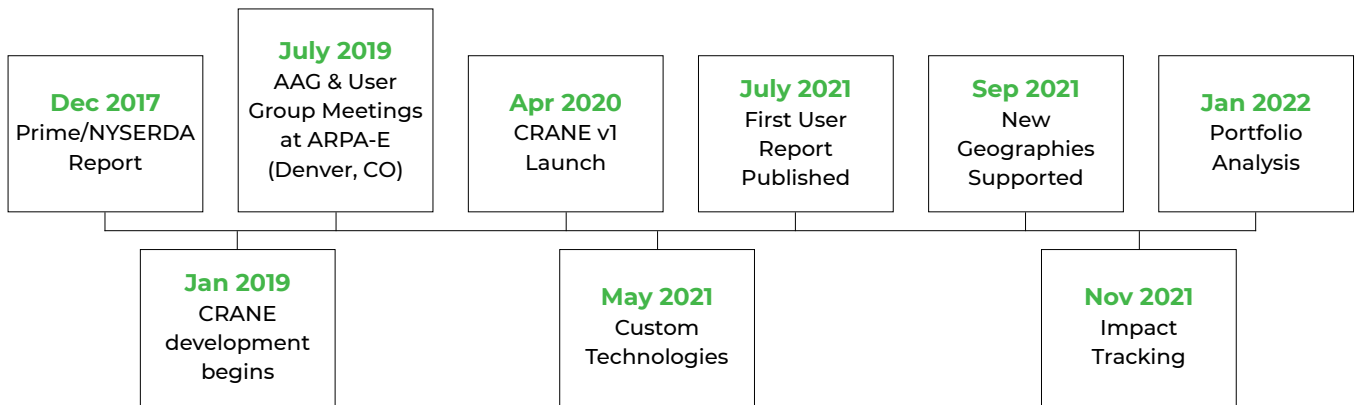 Dec 2017
Prime/NYSERDA
Report
July 2019
AAG & User
Group Meetings
at ARPA-E
(Denver, CO)
Apr 2020
CRANE v1
Launch
July 2021
First User
Report
Published
Sep 2021
New
Geographies
Supported
Jan 2022
Portfolio
Analysis
Jan 2019
CRANE
development
begins
May 2021
Custom
Technologies
Nov 2021
Impact
Tracking